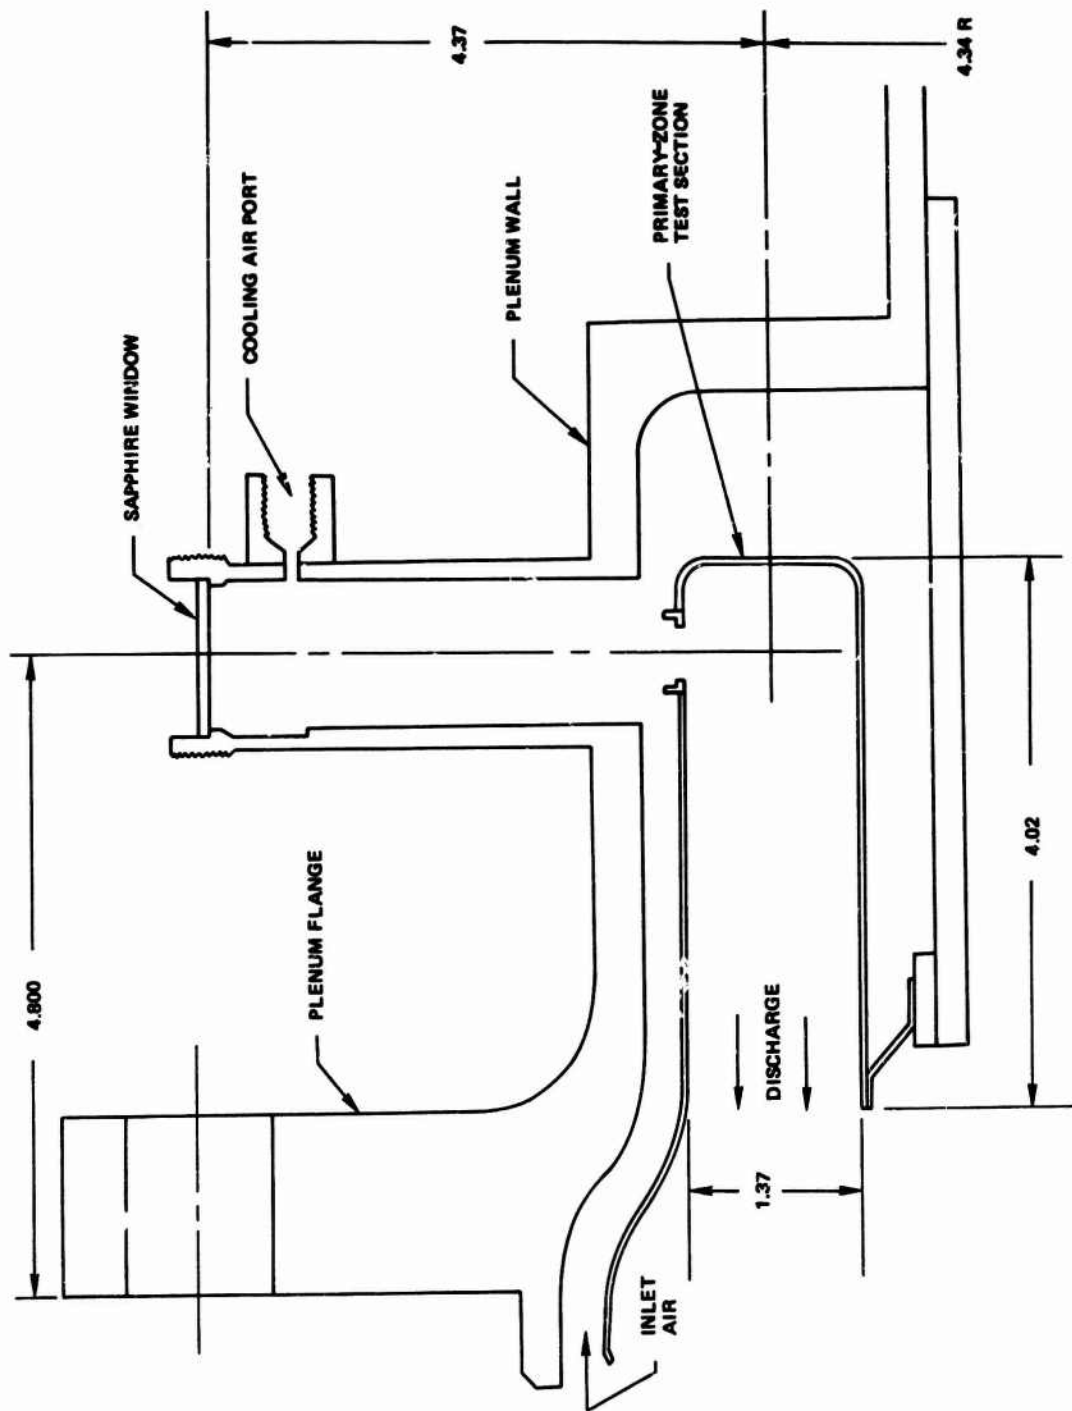 4.37
4.34 R
SAPPHIRE WINDOW
COOLING AIR PORT
PLENUM WALL
PRIMARY-ZONE
TEST SECTION
4.800
PLENUM FLANGE
4.02
DISCHARGE
1.37
INLET
AIR